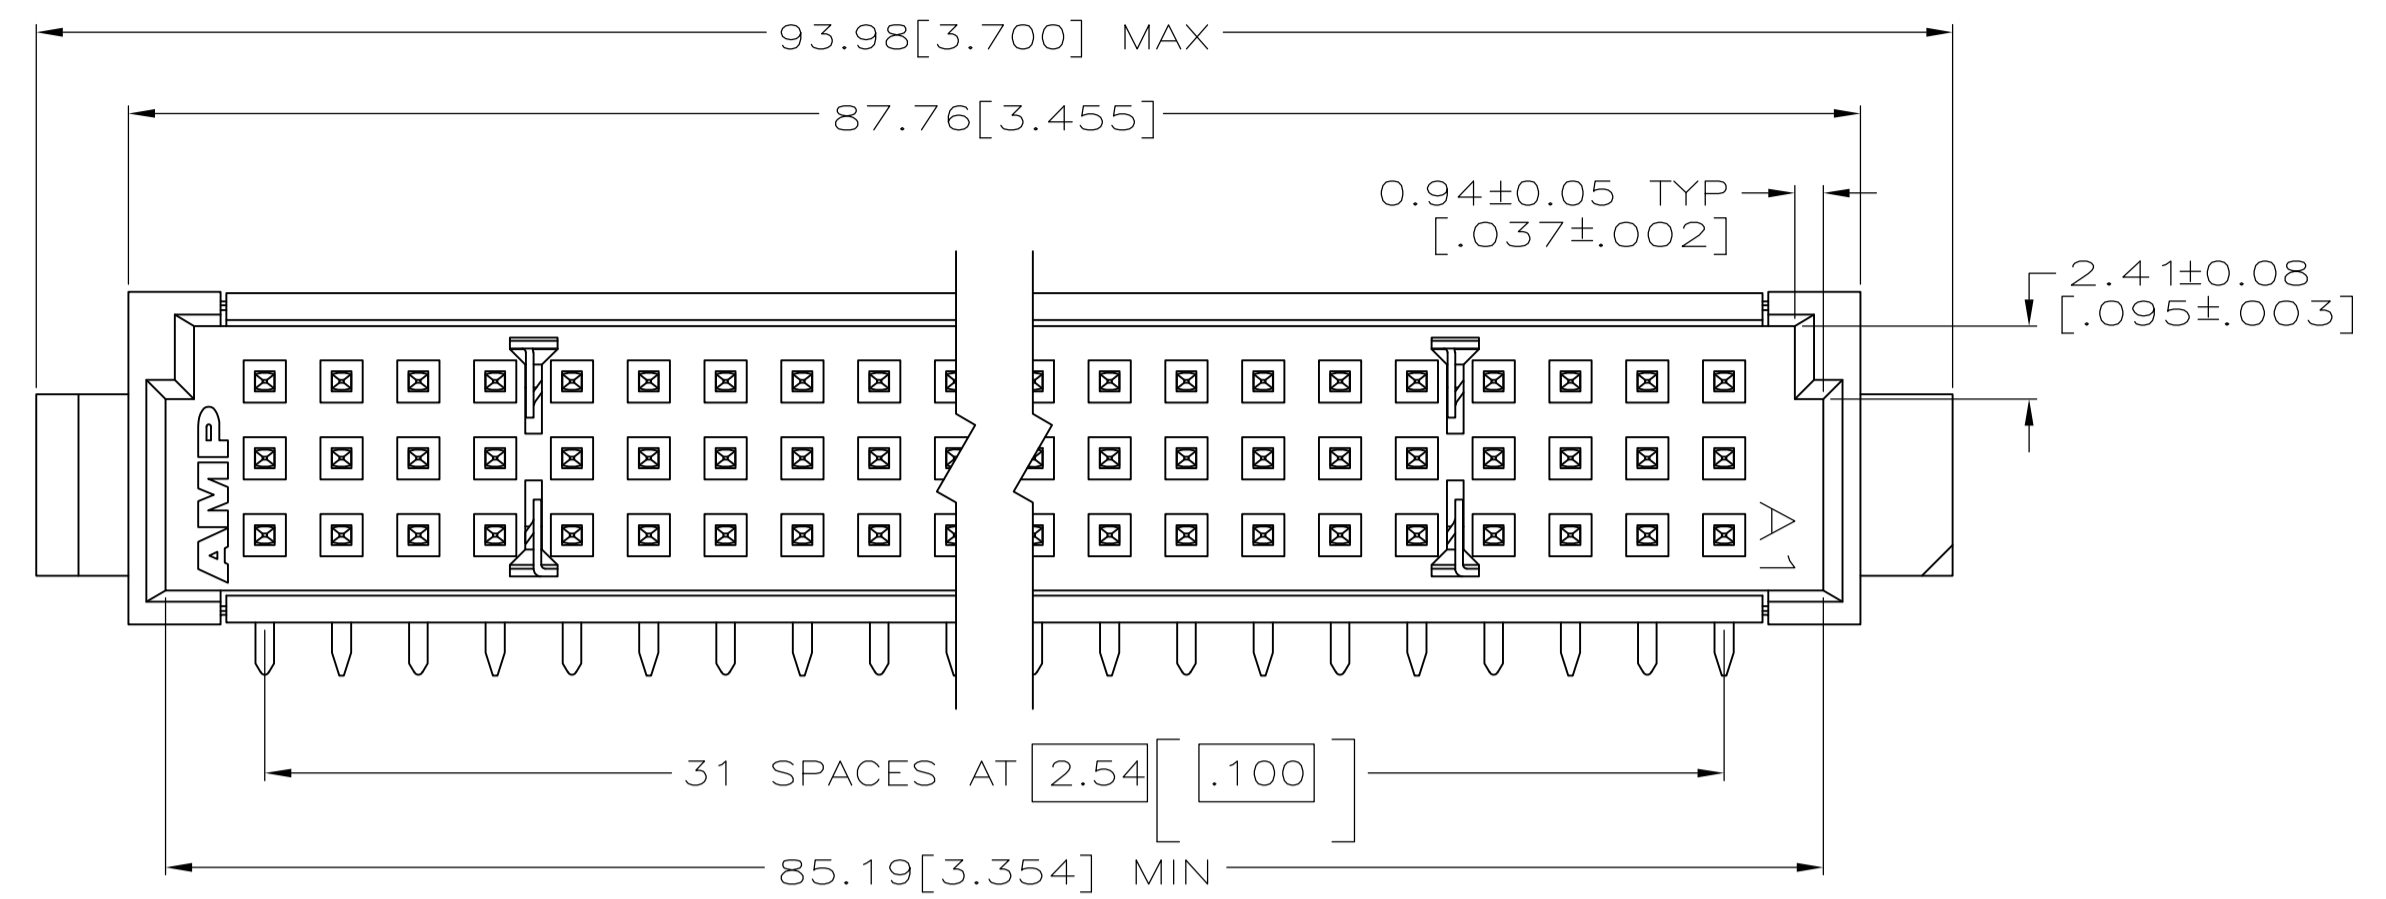 93.98[3.700] MAX
87.76[3.455]
0.94±0.05 TYP
[.037±.002]
2.41±0.08
[.095±.003]
AMP
A1
31 SPACES AT 2.54 [ .100 ]
85.19[3.354] MIN